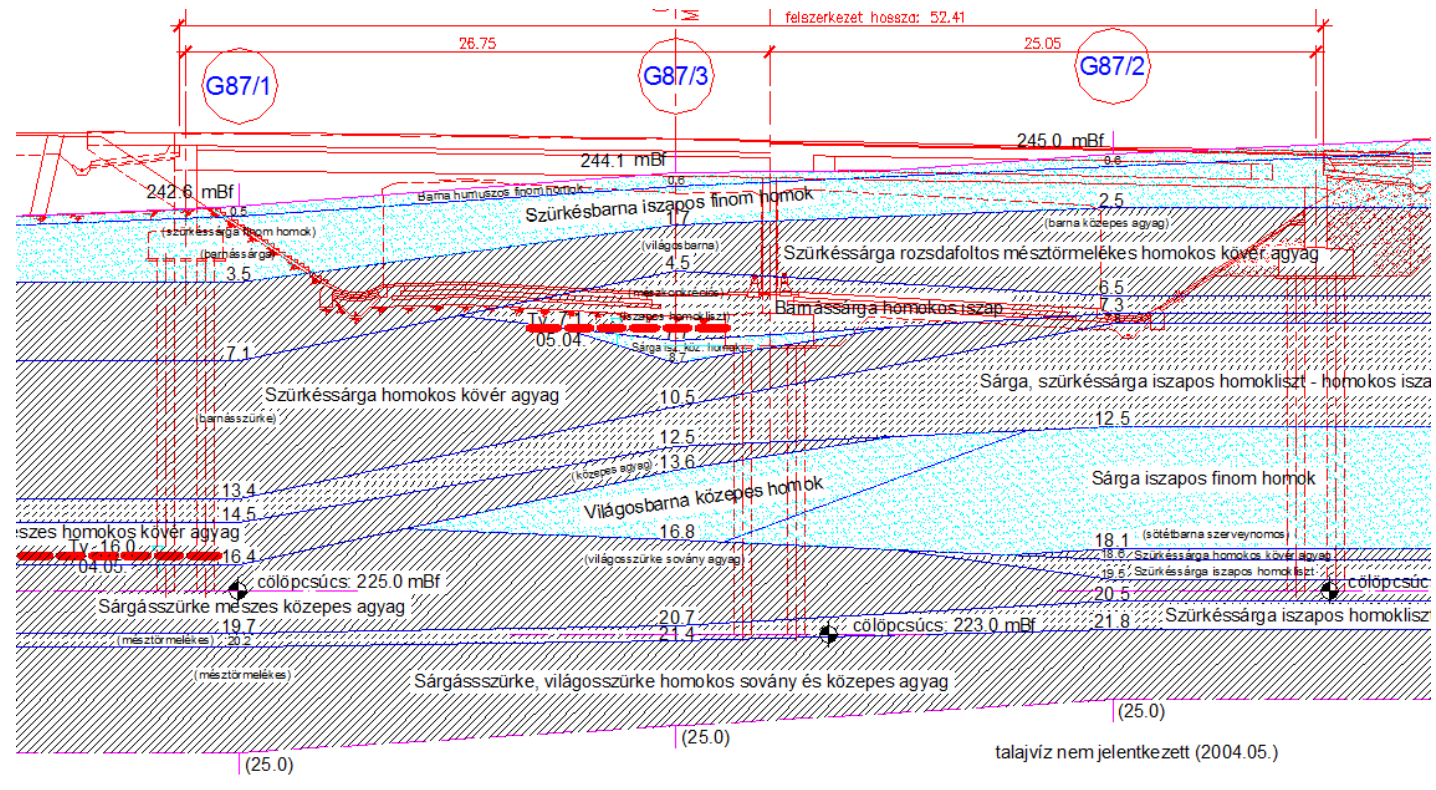 felszerkezet hossza: 52.41
26.75
25.05
G87/1
G87/3
G87/2
245.0 mBf
244.1 mBf
0.6
0.6
242.6 mBf
Barna humuszos finom homok
0.5
Szürkésbarna iszapos finom homok
2.5
1.7
(szürkéssárga finom homok)
(barna közepes agyag)
(világosbarna)
(barnássárga)
Szürkéssárga rozsdafoltos mésztörmelékes homokos kövér agyag
4.5
3.5
6.5
7.3
Barnássárga homokos iszap
(iszapos homokliszt)
Tv. 7.1
05.04.
Sárga isz. köz. homok
8.7
7.1
Szürkéssárga homokos kövér agyag
Sárga, szürkéssárga iszapos homokliszt - homokos isza
10.5
(barnásszürke)
12.5
12.5
13.6
(közepes agyag)
Sárga iszapos finom homok
Világosbarna közepes homok
13.4
14.5
eszes homokos kövér agyag
16.8
(sötétbarna szerveynomos)
18.1
Tv. 16.0
04.05.
16.4
(világosszürke sovány agyag)
18.6
Szürkéssárga homokos kövér agyag
19.5
Szürkéssárga iszapos homokliszt
cölöpcsúcs: 225.0 mBf
cölöpcsúc
Sárgásszürke meszes közepes agyag
20.5
19.7
20.7
21.4
21.8
Szürkéssárga iszapos homokliszt
cölöpcsúcs: 223.0 mBf
(mésztörmelékes)
20.2
(mésztörmelékes)
Sárgássszürke, világosszürke homokos sovány és közepes agyag
(25.0)
(25.0)
(25.0)
talajvíz nem jelentkezett (2004.05.)